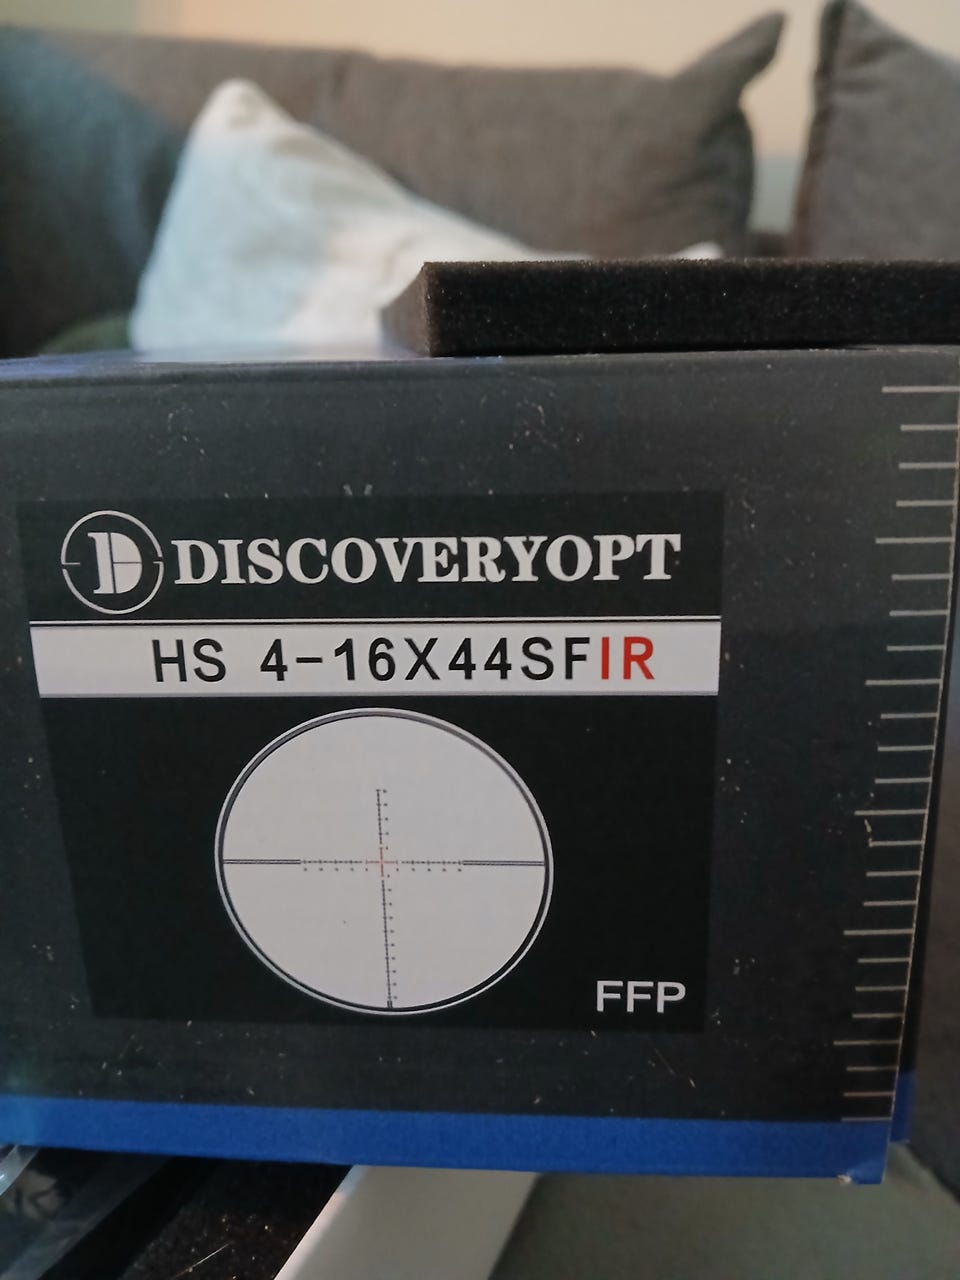 DISCOVERYOPT
HS 4-16X44SFIR
FFP